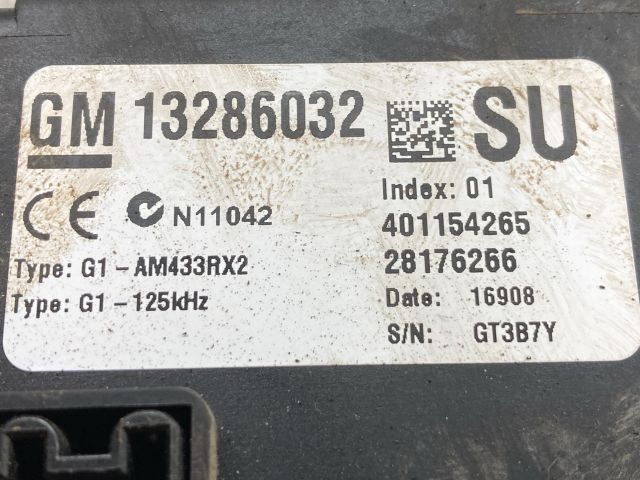 GM 13286032 SU
CE N11042
Index: 01
401154265
Type: G1-AM433RX2
28176266
Type: G1-125kHz
Date: 16908
S/N: GT3B7Y